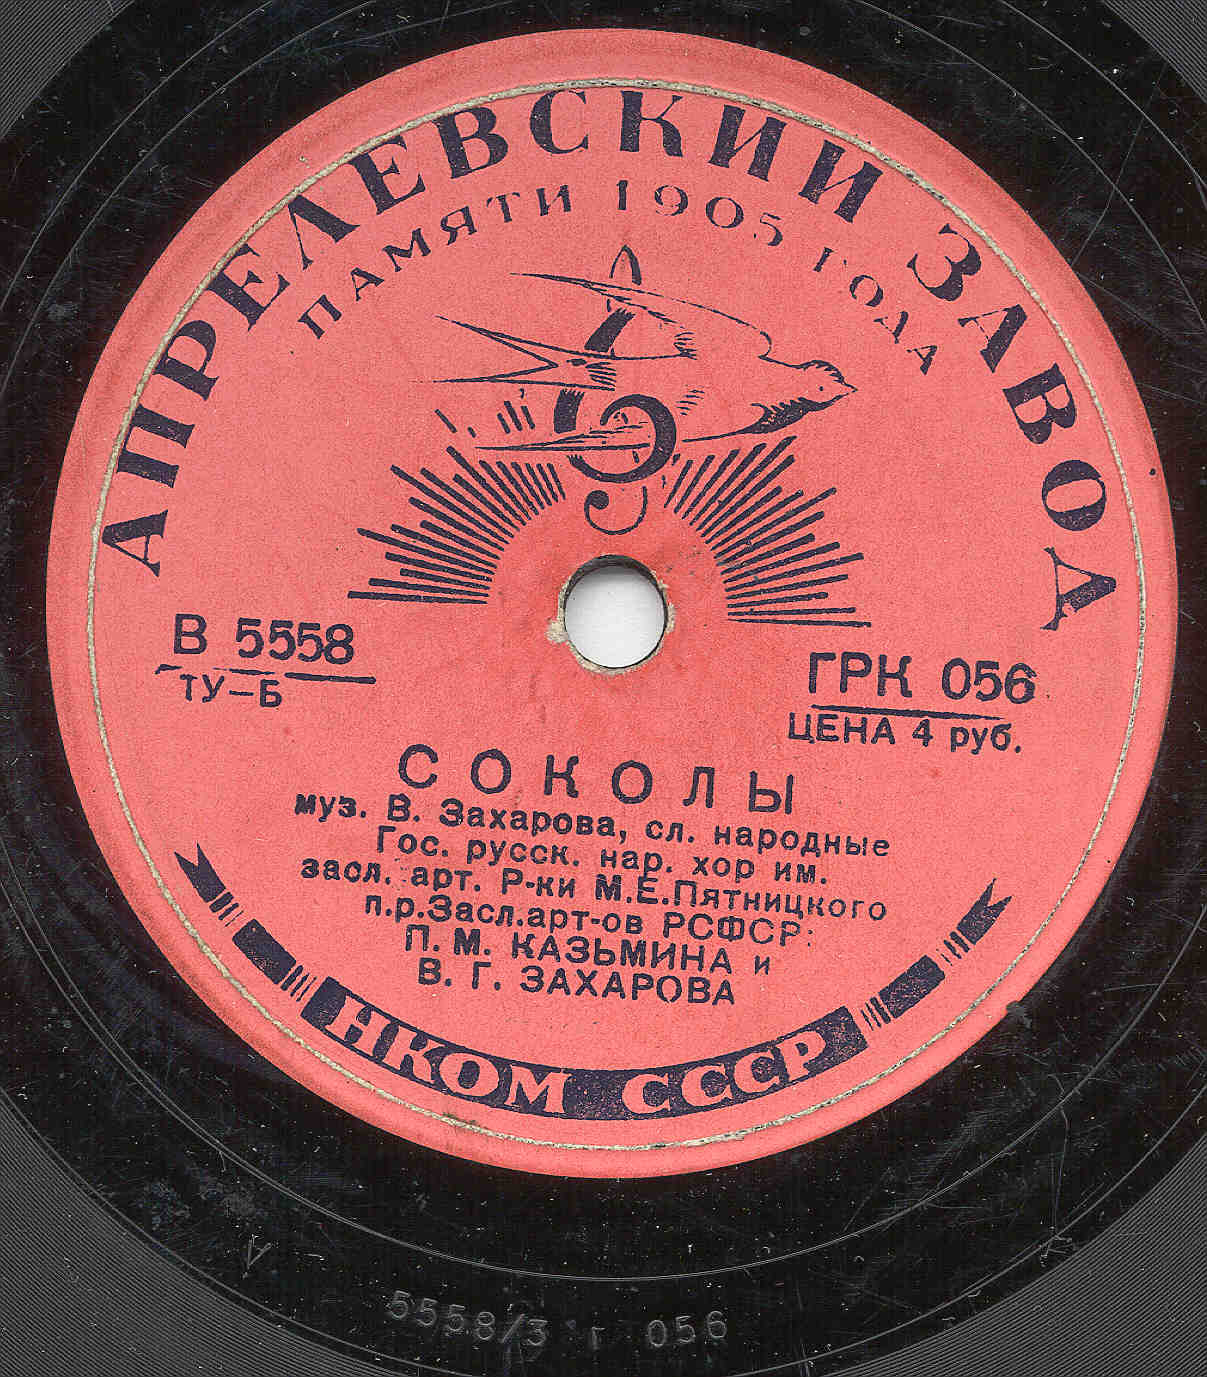 АПРЕЛЕВСКИЙ ЗАВОД
ПАМЯТИ 1905 ГОДА
В 5558
ТУ-Б
ГРК 056
ЦЕНА 4 руб.
СОКОЛЫ
муз. В. Захарова, сл. народные
Гос. русск. нар. хор им.
засл. арт. Р-ки М.Е.Пятницкого
п.р.Засл.арт-ов РСФСР:
П. М. КАЗЬМИНА и
В. Г. ЗАХАРОВА
НКОМ СССР
5558/3 г 056